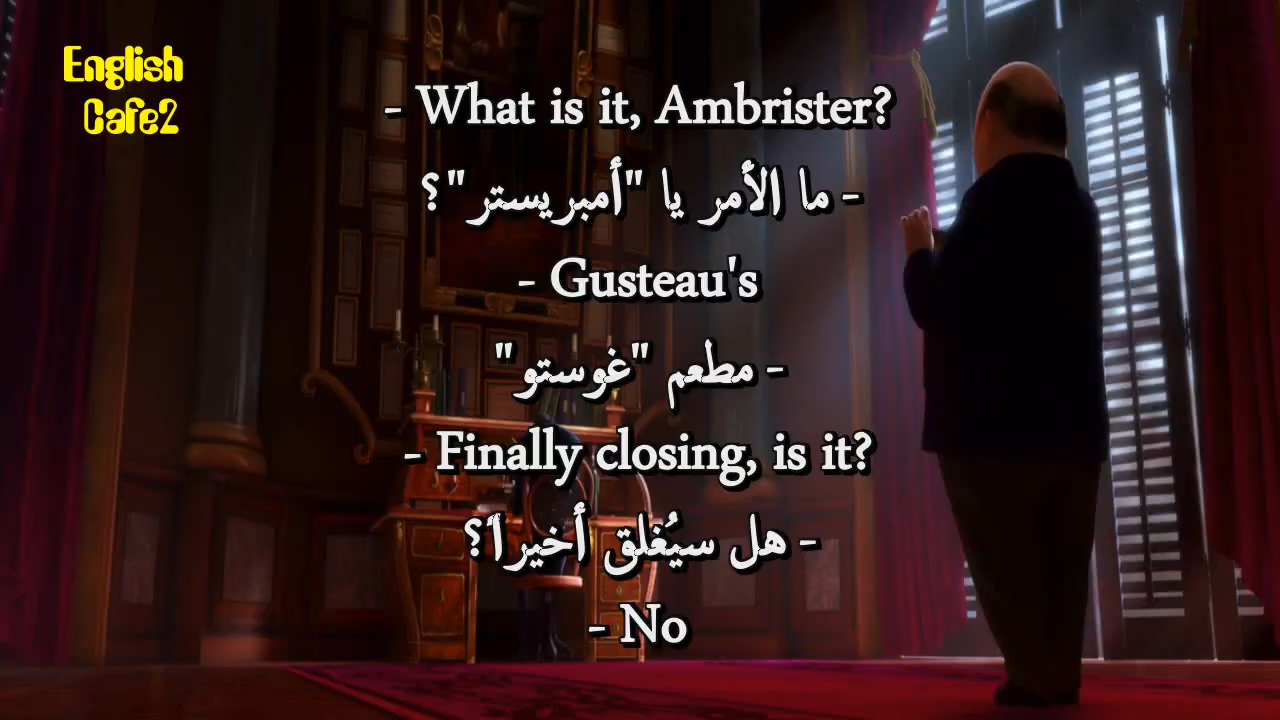 English
Cafe2
- What is it, Ambrister?
- ما الأمر يا "أمبريستر"؟
- Gusteau's
- مطعم "غوستو"
- Finally closing, is it?
- هل سيُغلق أخيراً؟
- No